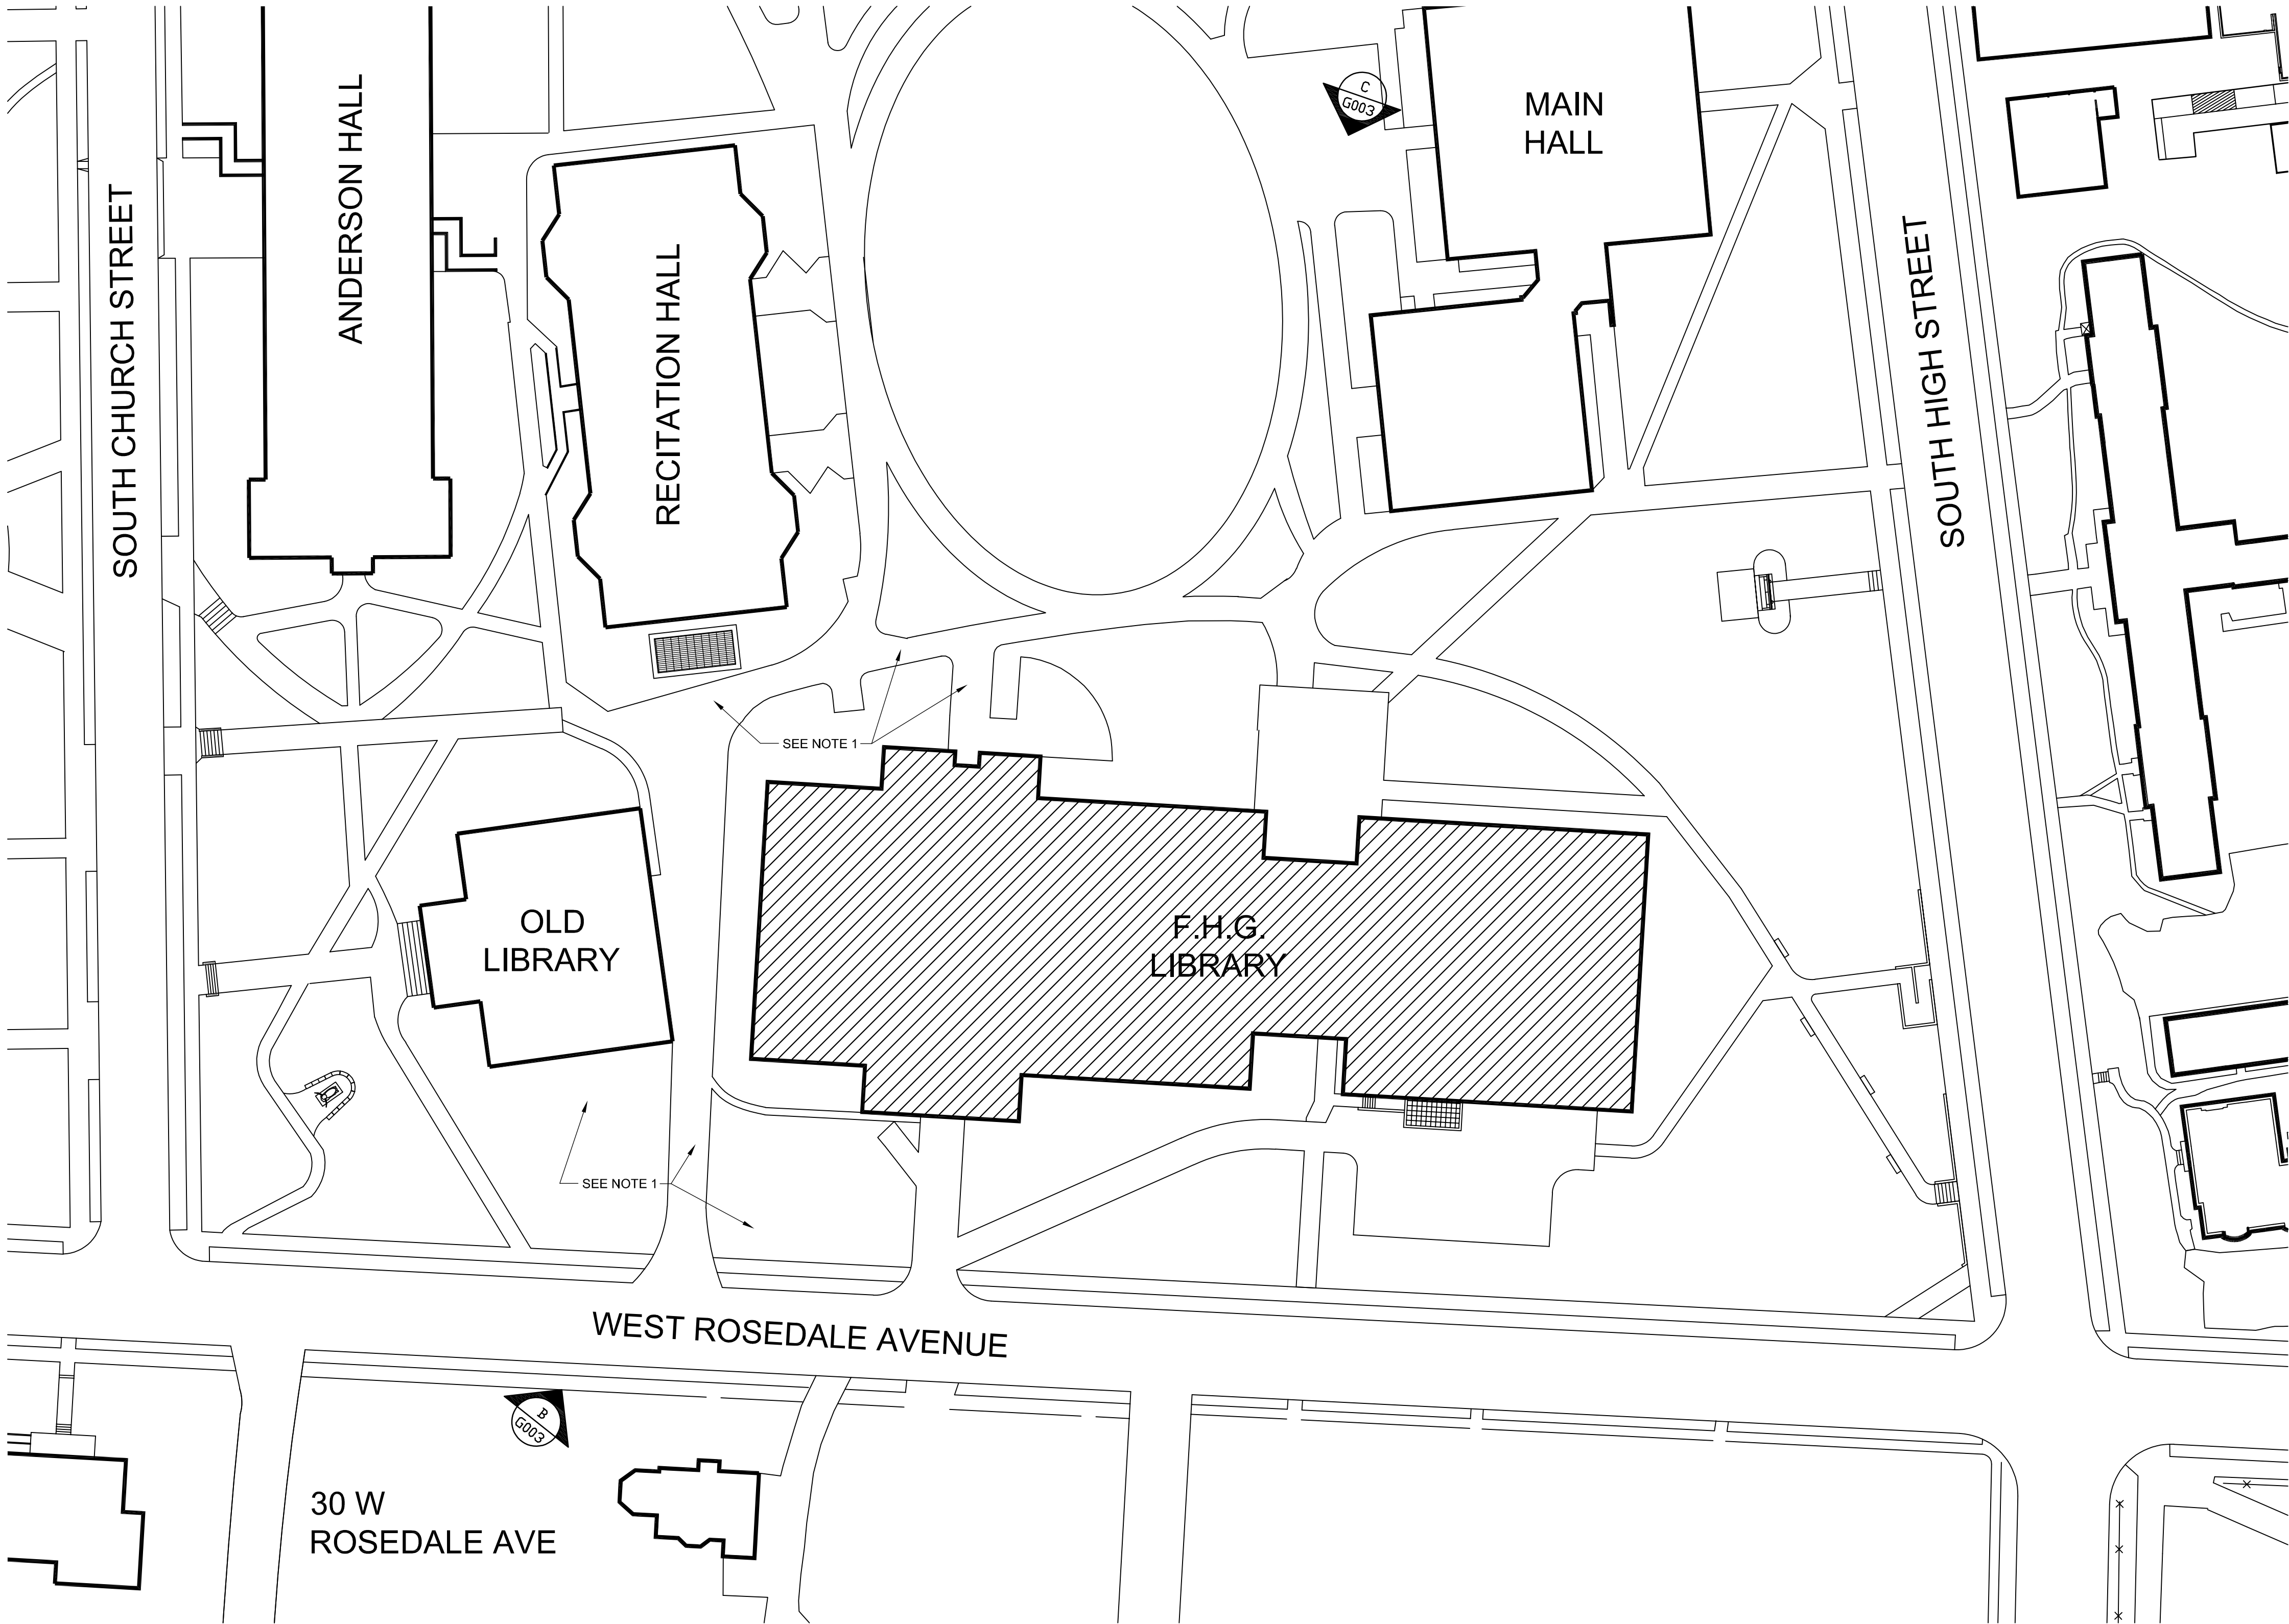 C
G003
MAIN
HALL
ANDERSON HALL
SOUTH CHURCH STREET
RECITATION HALL
SOUTH HIGH STREET
SEE NOTE 1
OLD
LIBRARY
F.H.G.
LIBRARY
SEE NOTE 1
WEST ROSEDALE AVENUE
B
G003
30 W
ROSEDALE AVE